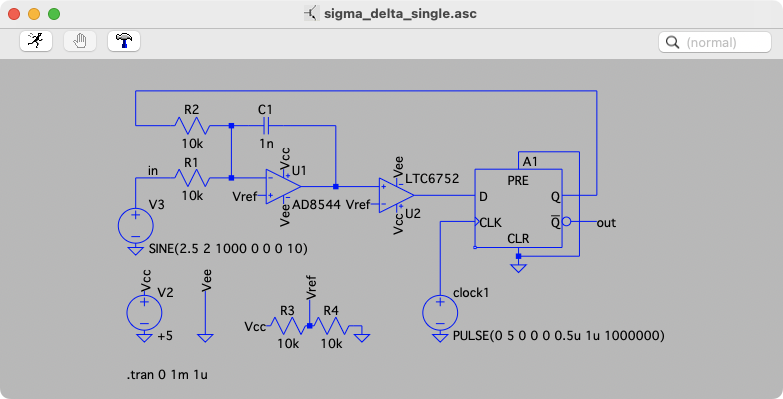 sigma_delta_single.asc
(normal)
R2
10k
C1
1n
in
R1
10k
Vcc
U1
Vref
Vee
AD8544
Vee
LTC6752
Vref
Vcc
U2
A1
PRE
D
Q
CLK
Q
CLR
out
V3
SINE(2.5 2 1000 0 0 0 10)
Vcc
V2
+5
Vee
Vref
R3
R4
Vcc
10k
10k
clock1
PULSE(0 5 0 0 0 0.5u 1u 1000000)
.tran 0 1m 1u
+
−
+
−
+
−
+
−
+
−
+
−
+
−